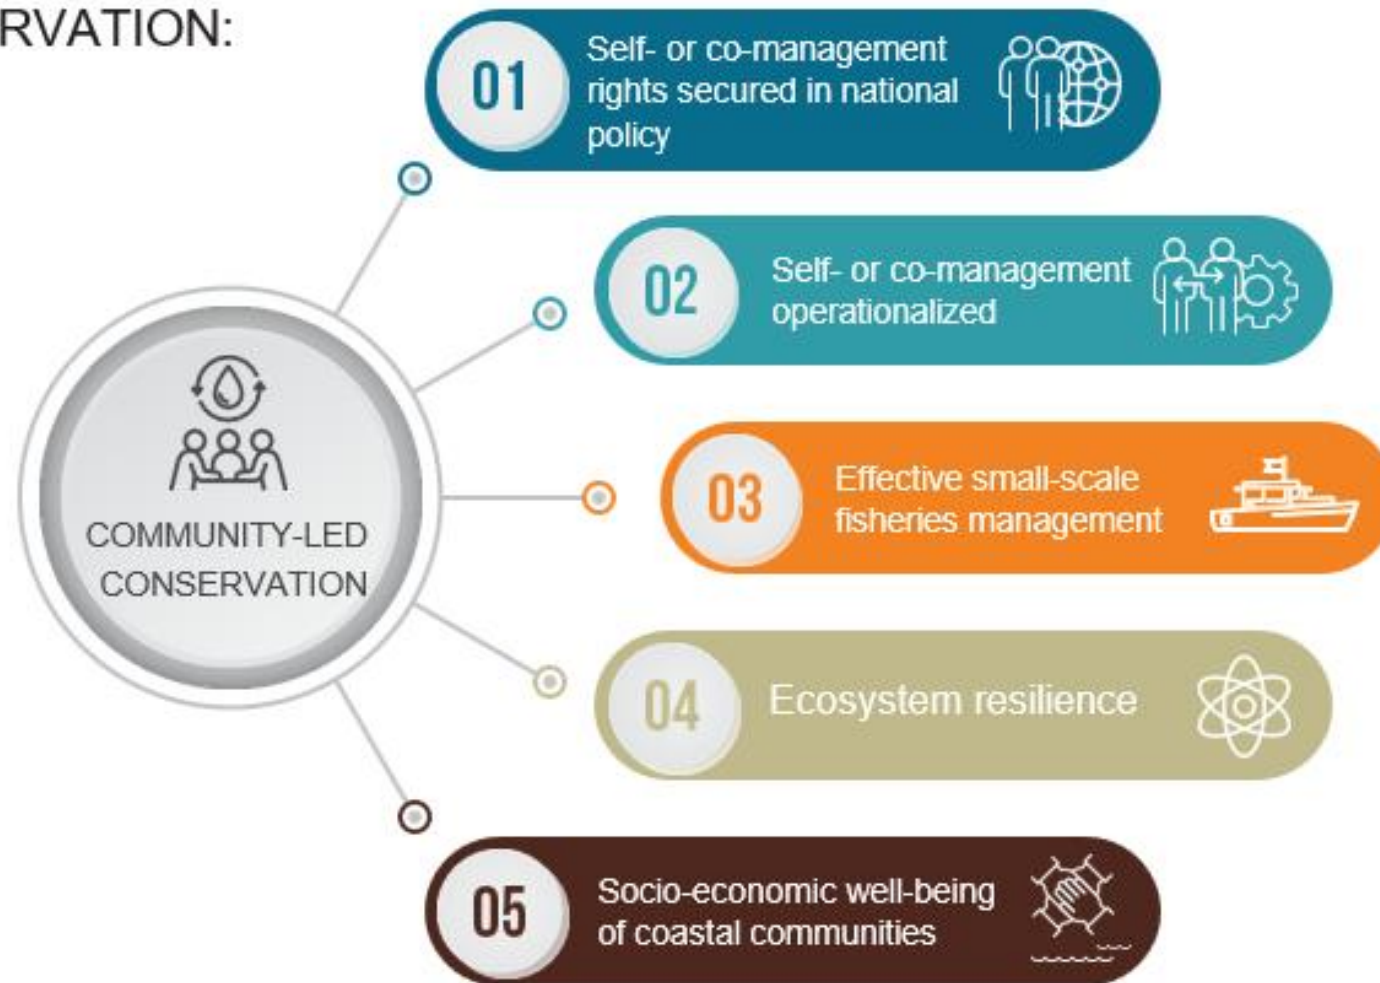 RVATION:
01
Self- or co-management
rights secured in national
policy
02
Self- or co-management
operationalized
03
Effective small-scale
fisheries management
COMMUNITY-LED
CONSERVATION
04
Ecosystem resilience
05
Socio-economic well-being
of coastal communities